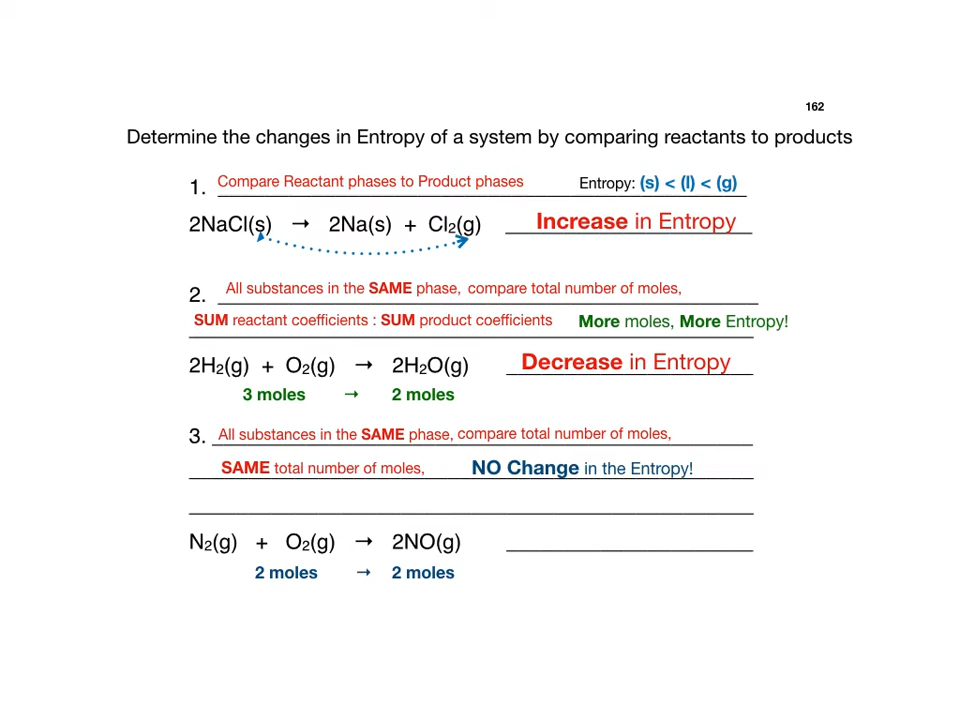 162
Determine the changes in Entropy of a system by comparing reactants to products
1. Compare Reactant phases to Product phases Entropy: (s) < (l) < (g)
2NaCl(s) → 2Na(s) + Cl₂(g) Increase in Entropy
2. All substances in the SAME phase, compare total number of moles,
SUM reactant coefficients : SUM product coefficients More moles, More Entropy!
2H₂(g) + O₂(g) → 2H₂O(g) Decrease in Entropy
3 moles → 2 moles
3. All substances in the SAME phase, compare total number of moles,
SAME total number of moles, NO Change in the Entropy!
N₂(g) + O₂(g) → 2NO(g)
2 moles → 2 moles